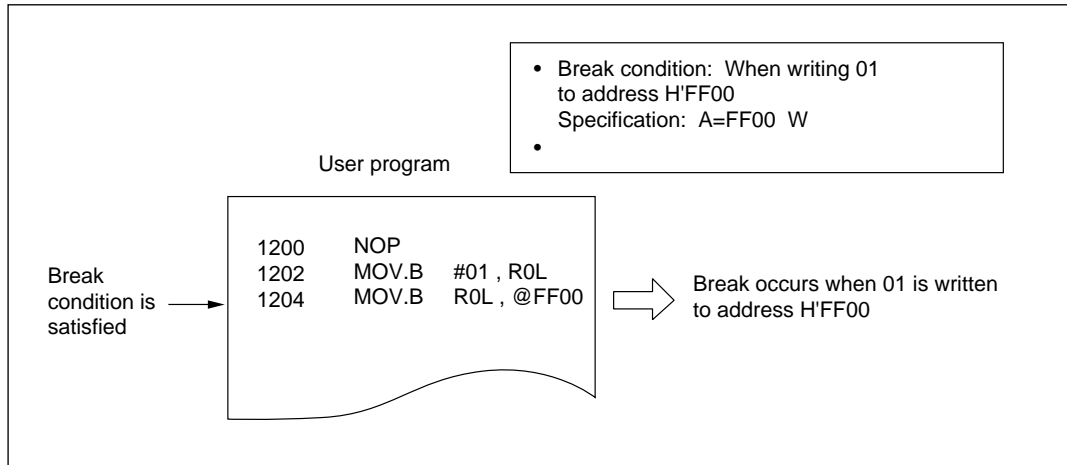 • Break condition: When writing 01
to address H'FF00
Specification: A=FF00 W
•
User program
1200 NOP
1202 MOV.B #01 , R0L
1204 MOV.B R0L , @FF00
Break
condition is
satisfied
Break occurs when 01 is written
to address H'FF00